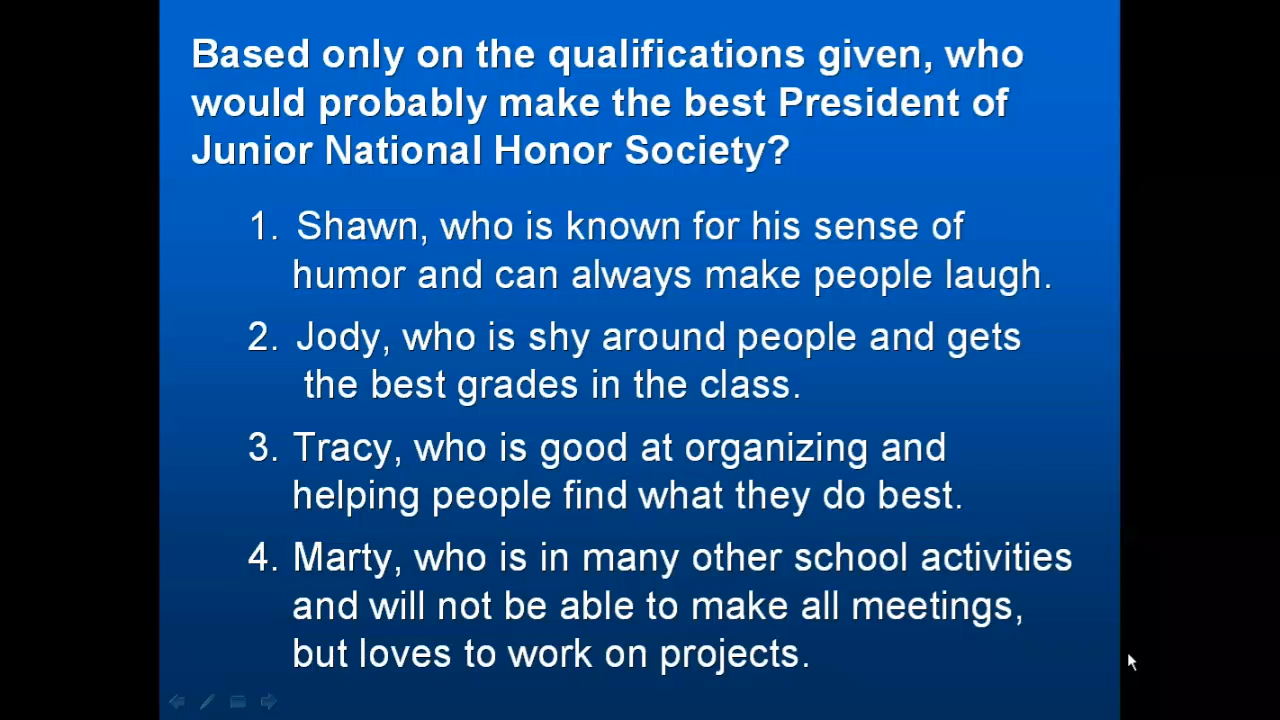 Based only on the qualifications given, who
would probably make the best President of
Junior National Honor Society?
1. Shawn, who is known for his sense of
humor and can always make people laugh.
2. Jody, who is shy around people and gets
the best grades in the class.
3. Tracy, who is good at organizing and
helping people find what they do best.
4. Marty, who is in many other school activities
and will not be able to make all meetings,
but loves to work on projects.